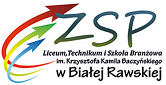 ZSP
Liceum, Technikum i Szkoła Branżowa
im. Krzysztofa Kamila Baczyńskiego
w Białej Rawskiej